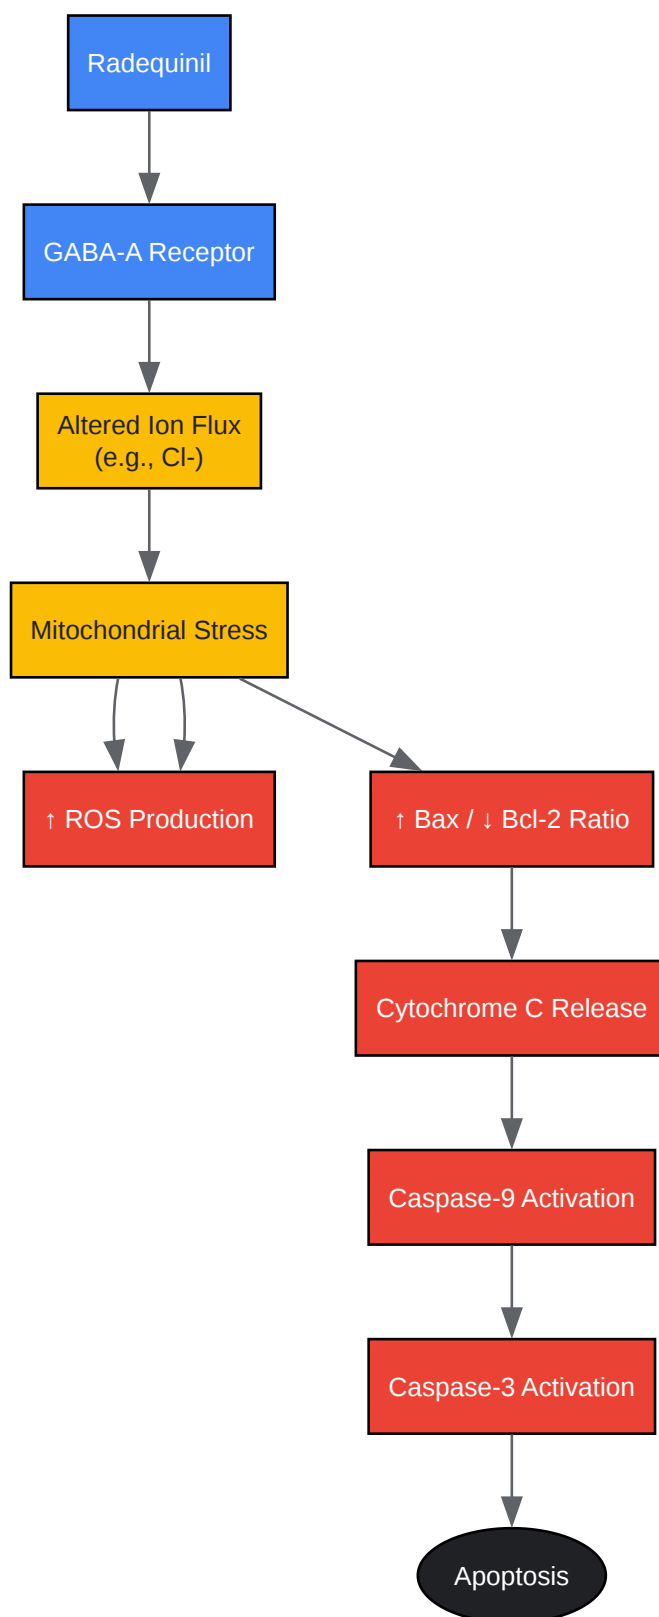 Radequinil
GABA-A Receptor
Altered Ion Flux
(e.g., Cl-)
Mitochondrial Stress
↑ ROS Production
↑ Bax / ↓ Bcl-2 Ratio
Cytochrome C Release
Caspase-9 Activation
Caspase-3 Activation
Apoptosis